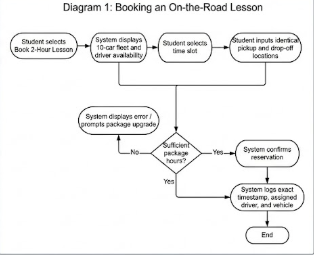 Diagram 1: Booking an On-the-Road Lesson
Student selects
Book 2-Hour Lesson
System displays
10-car fleet and
driver availability
Student selects
time slot
Student inputs identical
pickup and drop-off
locations
System displays error /
prompts package upgrade
Sufficient
package
hours?
No
Yes
System confirms
reservation
Yes
System logs exact
timestamp, assigned
driver, and vehicle
End